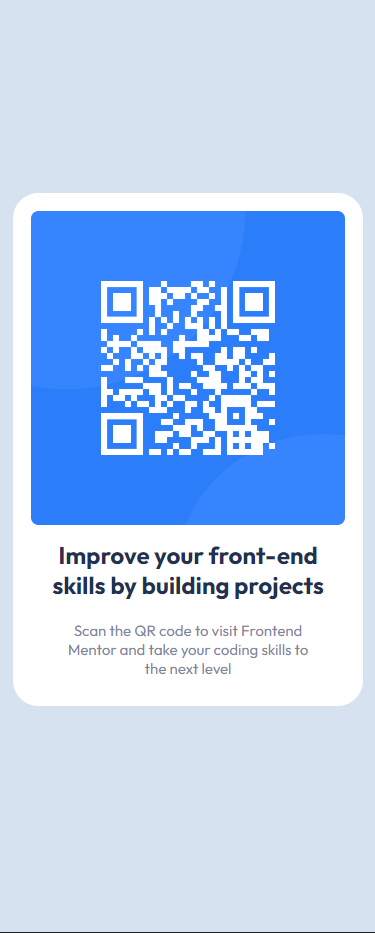 Improve your front-end
skills by building projects
Scan the QR code to visit Frontend
Mentor and take your coding skills to
the next level